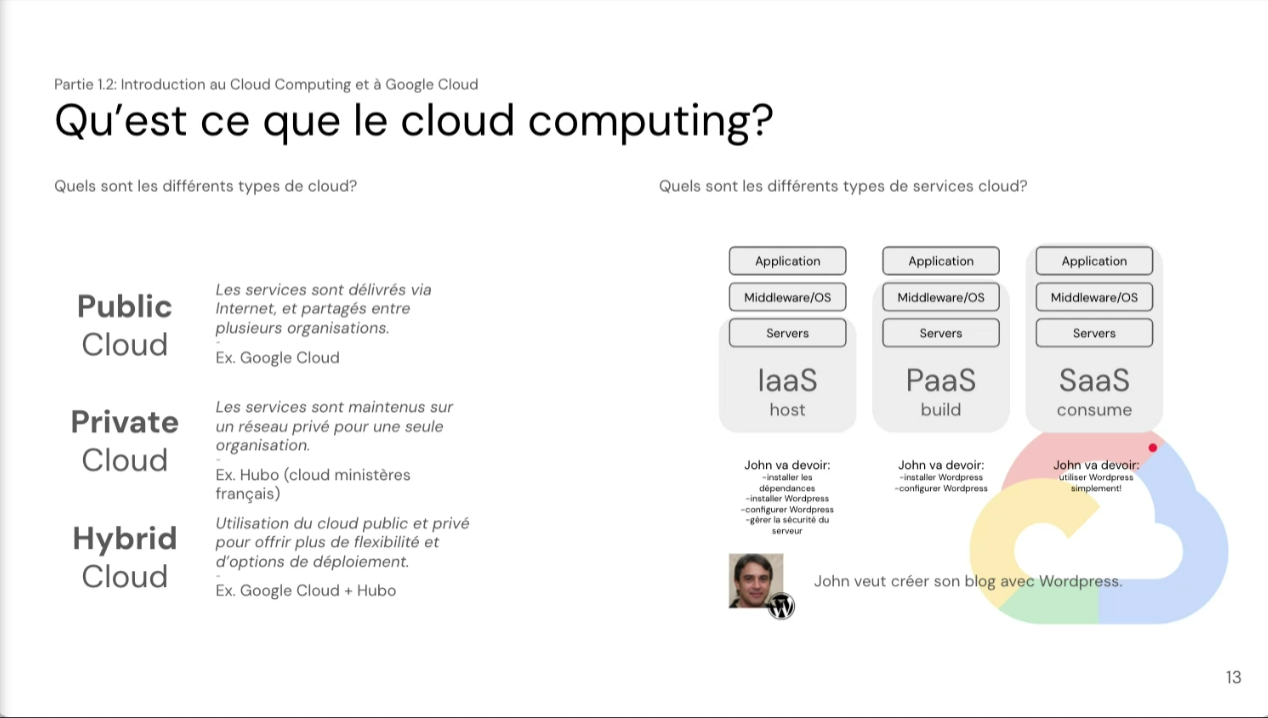 Partie 1.2: Introduction au Cloud Computing et à Google Cloud
Qu’est ce que le cloud computing?
Quels sont les différents types de cloud?
Public
Cloud
Les services sont délivrés via
Internet, et partagés entre
plusieurs organisations.
-
Ex. Google Cloud
Private
Cloud
Les services sont maintenus sur
un réseau privé pour une seule
organisation.
-
Ex. Hubo (cloud ministères
français)
Hybrid
Cloud
Utilisation du cloud public et privé
pour offrir plus de flexibilité et
d’options de déploiement.
-
Ex. Google Cloud + Hubo
Quels sont les différents types de services cloud?
Application
Middleware/OS
Servers
IaaS
host
John va devoir:
-installer les
dépendances
-installer Wordpress
-configurer Wordpress
-gérer la sécurité du
serveur
Application
Middleware/OS
Servers
PaaS
build
John va devoir:
-installer Wordpress
-configurer Wordpress
Application
Middleware/OS
Servers
SaaS
consume
John va devoir:
utiliser Wordpress
simplement!
W
John veut créer son blog avec Wordpress.
13